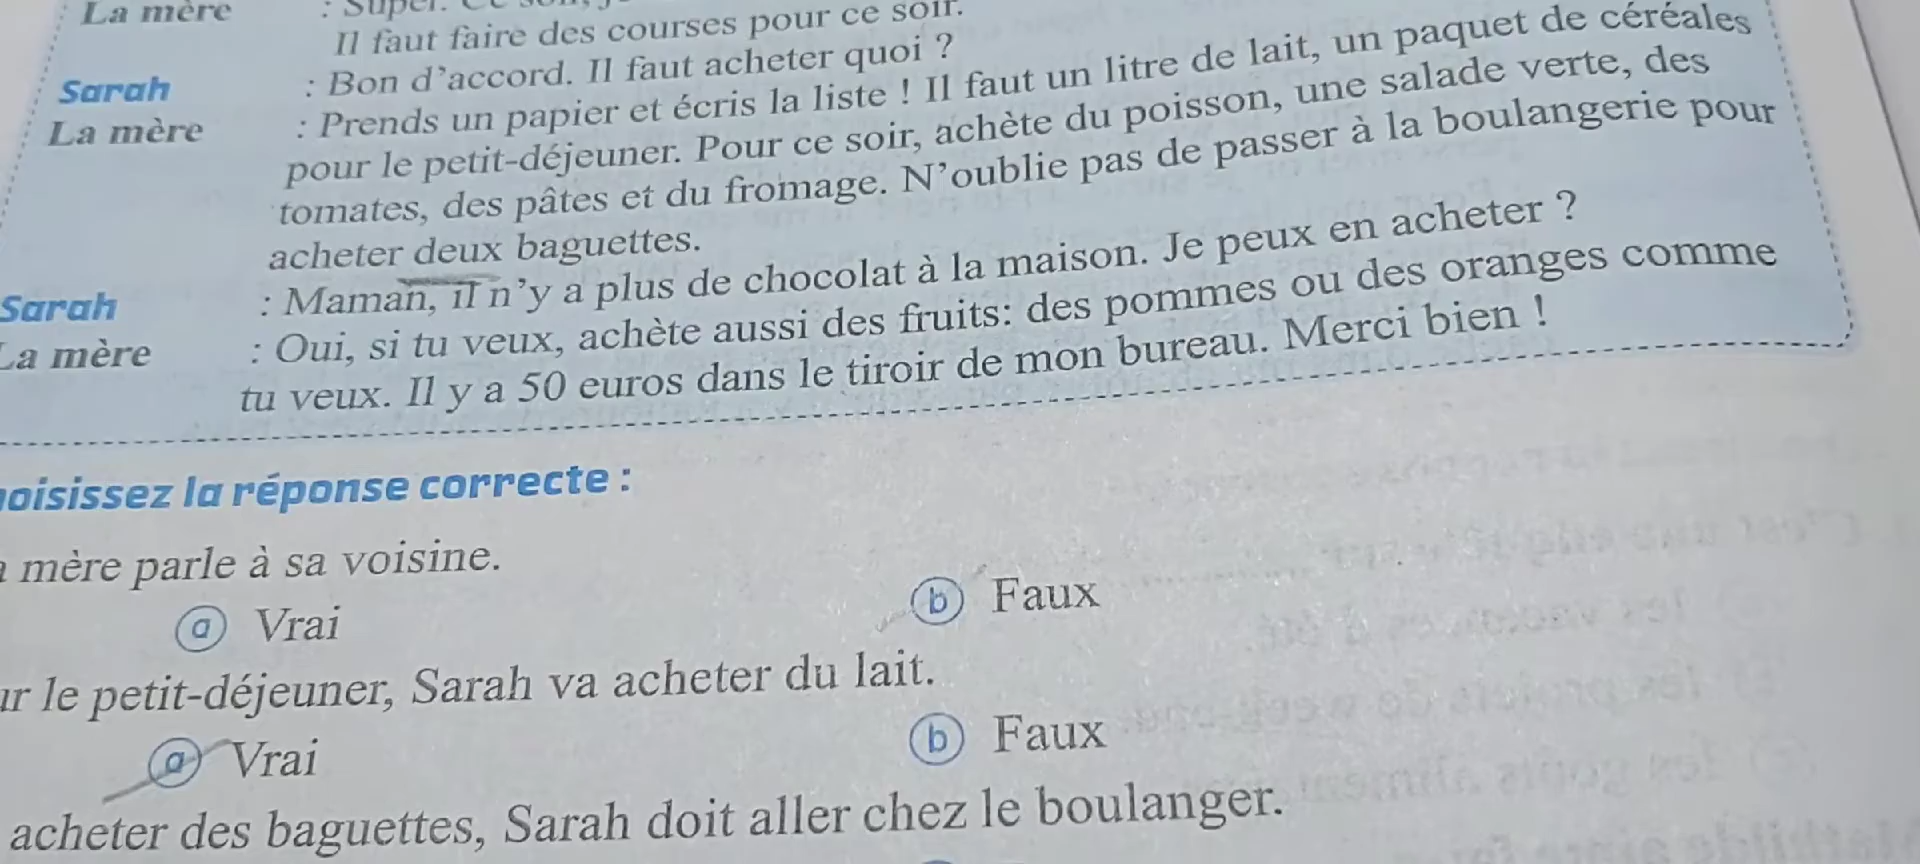 La mère : Super.
Il faut faire des courses pour ce soir.
Sarah : Bon d'accord. Il faut acheter quoi ?
La mère : Prends un papier et écris la liste ! Il faut un litre de lait, un paquet de céréales
pour le petit-déjeuner. Pour ce soir, achète du poisson, une salade verte, des
tomates, des pâtes et du fromage. N'oublie pas de passer à la boulangerie pour
acheter deux baguettes.
Sarah : Maman, il n'y a plus de chocolat à la maison. Je peux en acheter ?
La mère : Oui, si tu veux, achète aussi des fruits: des pommes ou des oranges comme
tu veux. Il y a 50 euros dans le tiroir de mon bureau. Merci bien !
oisissez la réponse correcte :
mère parle à sa voisine.
a Vrai b Faux
ur le petit-déjeuner, Sarah va acheter du lait.
a Vrai b Faux
acheter des baguettes, Sarah doit aller chez le boulanger.